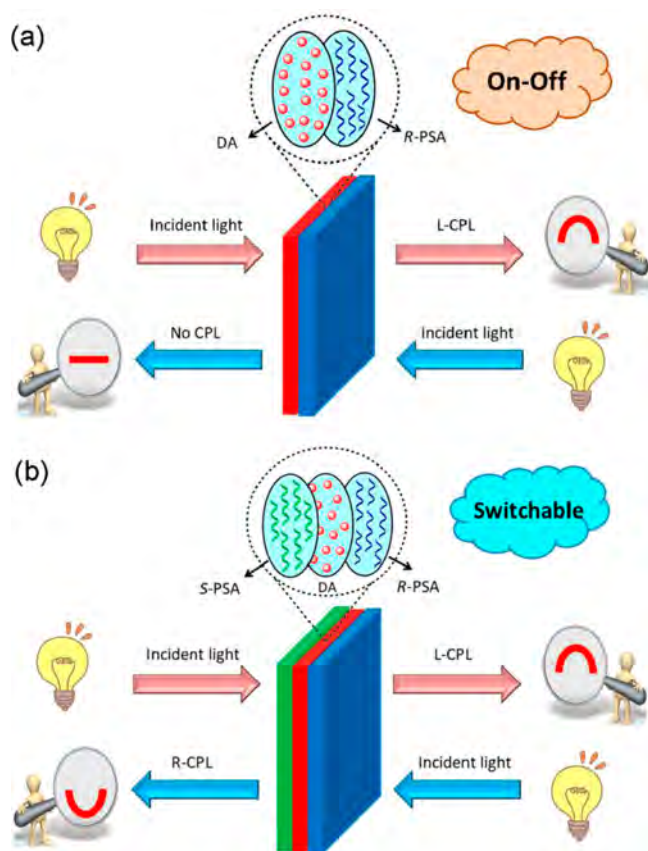 (a)
On-Off
DA
R-PSA
Incident light
L-CPL
No CPL
Incident light
(b)
Switchable
S-PSA
DA
R-PSA
Incident light
L-CPL
R-CPL
Incident light